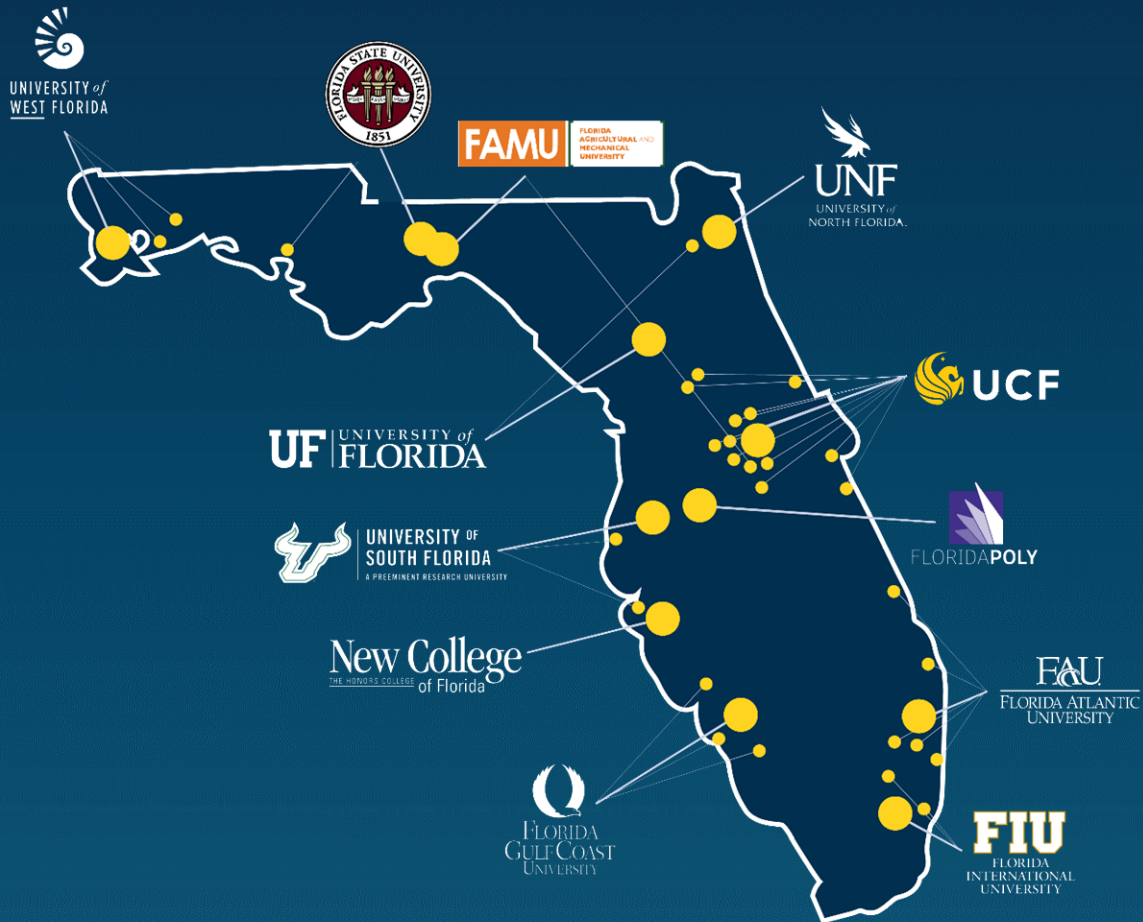 UNIVERSITY of
WEST FLORIDA
FLORIDA STATE UNIVERSITY
1851
FAMU
FLORIDA
AGRICULTURAL AND
MECHANICAL
UNIVERSITY
UNF
UNIVERSITY of
NORTH FLORIDA.
UCF
UF
UNIVERSITY of
FLORIDA
UNIVERSITY OF
SOUTH FLORIDA
A PREEMINENT RESEARCH UNIVERSITY
FLORIDAPOLY
New College
THE HONORS COLLEGE
of Florida
FAU
FLORIDA ATLANTIC
UNIVERSITY
FLORIDA
GULF COAST
UNIVERSITY
FIU
FLORIDA
INTERNATIONAL
UNIVERSITY